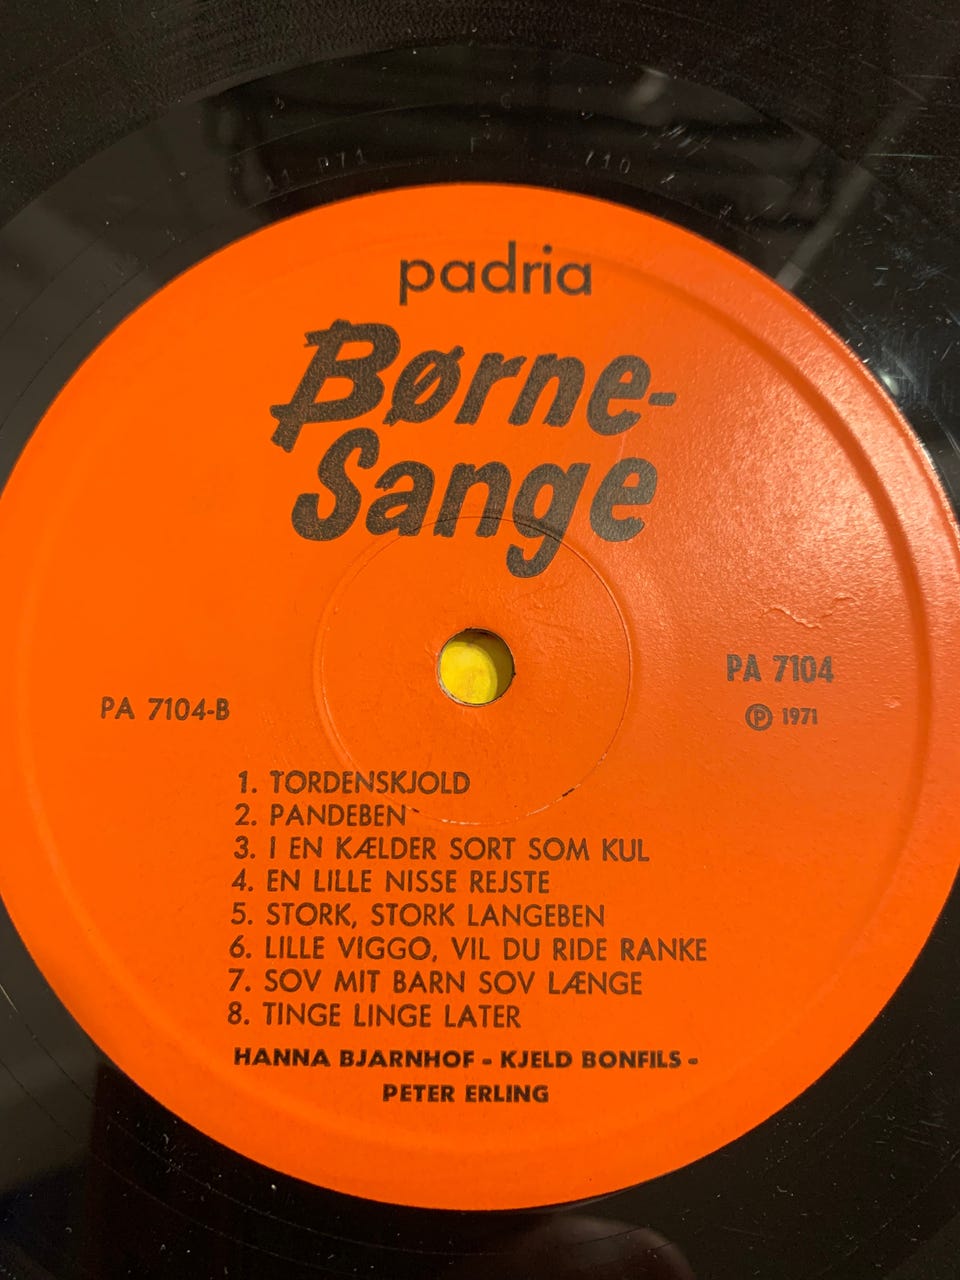 padria
Børne-
Sange
PA 7104
Ⓟ 1971
PA 7104-B
1. TORDENSKJOLD
2. PANDEBEN
3. I EN KÆLDER SORT SOM KUL
4. EN LILLE NISSE REJSTE
5. STORK, STORK LANGEBEN
6. LILLE VIGGO, VIL DU RIDE RANKE
7. SOV MIT BARN SOV LÆNGE
8. TINGE LINGE LATER
HANNA BJARNHOF - KJELD BONFILS -
PETER ERLING